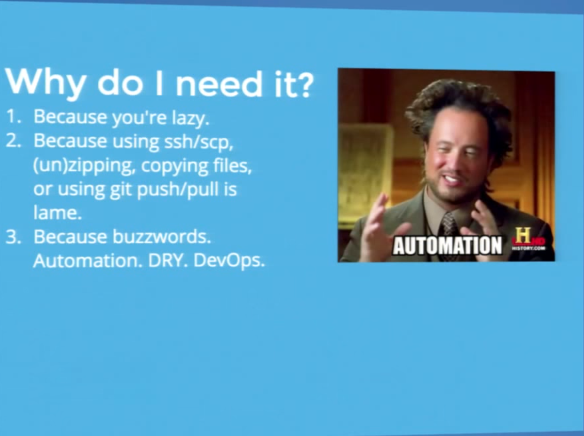 Why do I need it?
1. Because you're lazy.
2. Because using ssh/scp,
(un)zipping, copying files,
or using git push/pull is
lame.
3. Because buzzwords.
Automation. DRY. DevOps.
AUTOMATION
H
HISTORY.COM